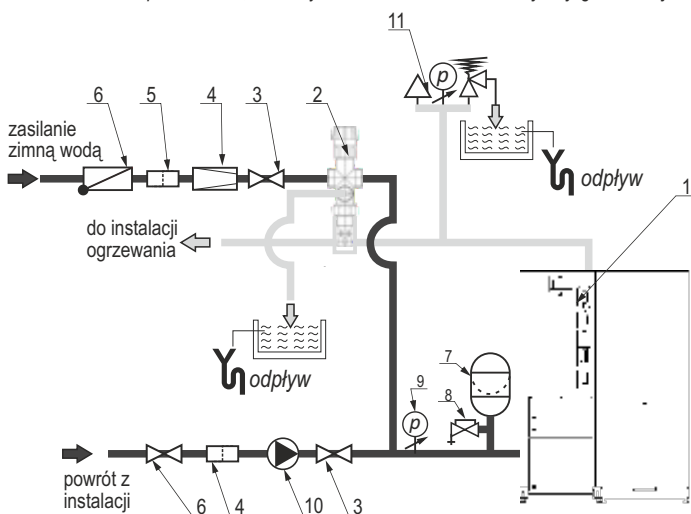 11
6 5 4 3 2
p
zasilanie
zimną wodą
odpływ
1
do instalacji
ogrzewania
odpływ
7
9
8
p
powrót z
instalacji
6 4 10 3